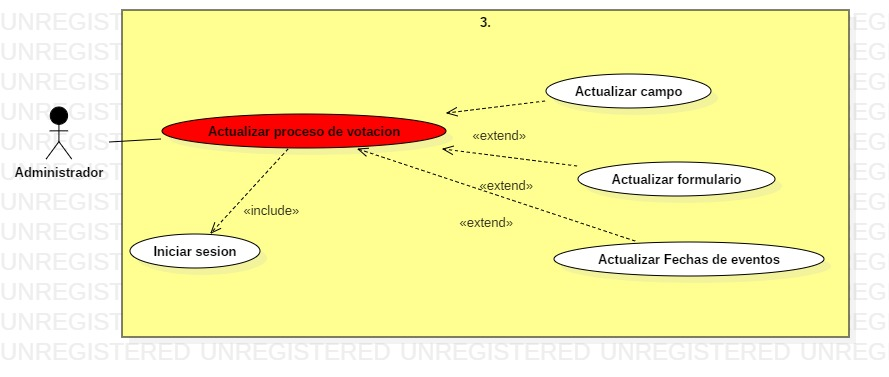 3.
Actualizar campo
Actualizar proceso de votacion
«extend»
Administrador
Actualizar formulario
«extend»
«include»
«extend»
Iniciar sesion
Actualizar Fechas de eventos
UNREGISTERED UNREGISTERED UNREGISTERED UNREGISTERED UNREG